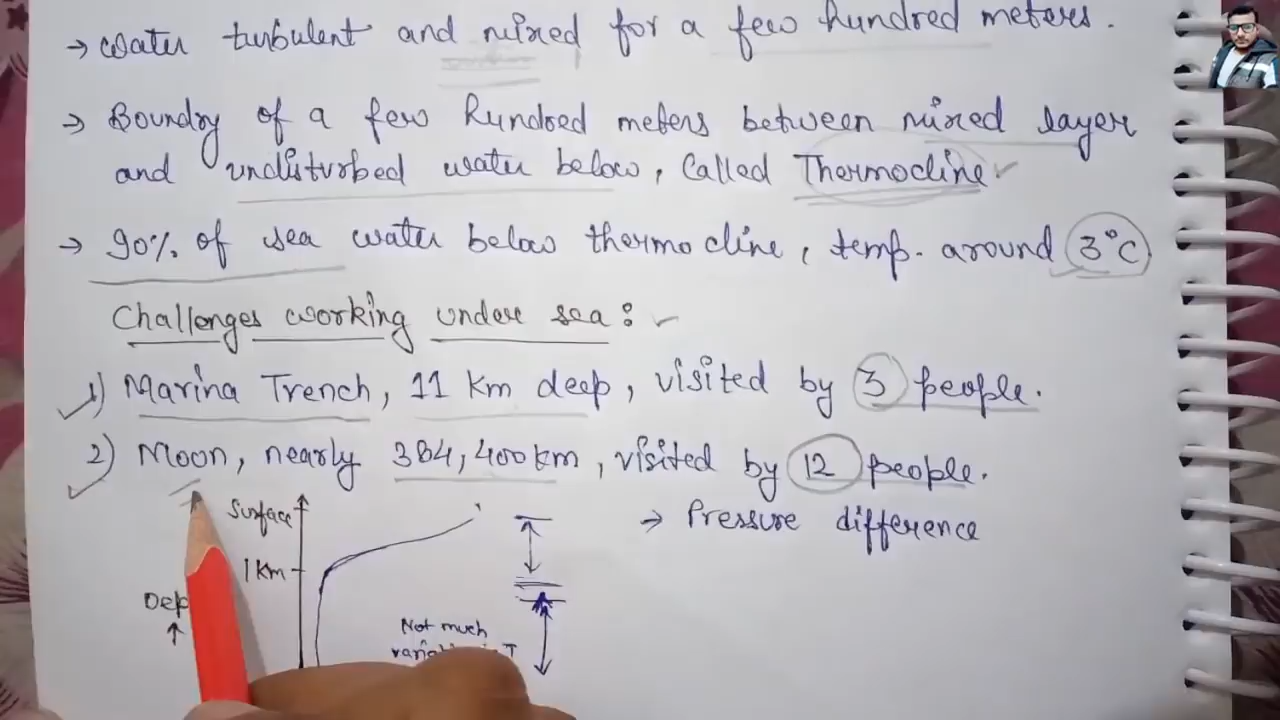 → Water turbulent and mixed for a few hundred meters.
→ Boundry of a few hundred meters between mixed layer
and undisturbed water below, Called Thermocline
→ 90% of sea water below thermocline, temp. around 3°C
Challenges working under sea :
1) Marina Trench, 11 Km deep, visited by 3 people.
2) Moon, nearly 384,400km, visited by 12 people.
Surface
→ Pressure difference
1 Km
Not much